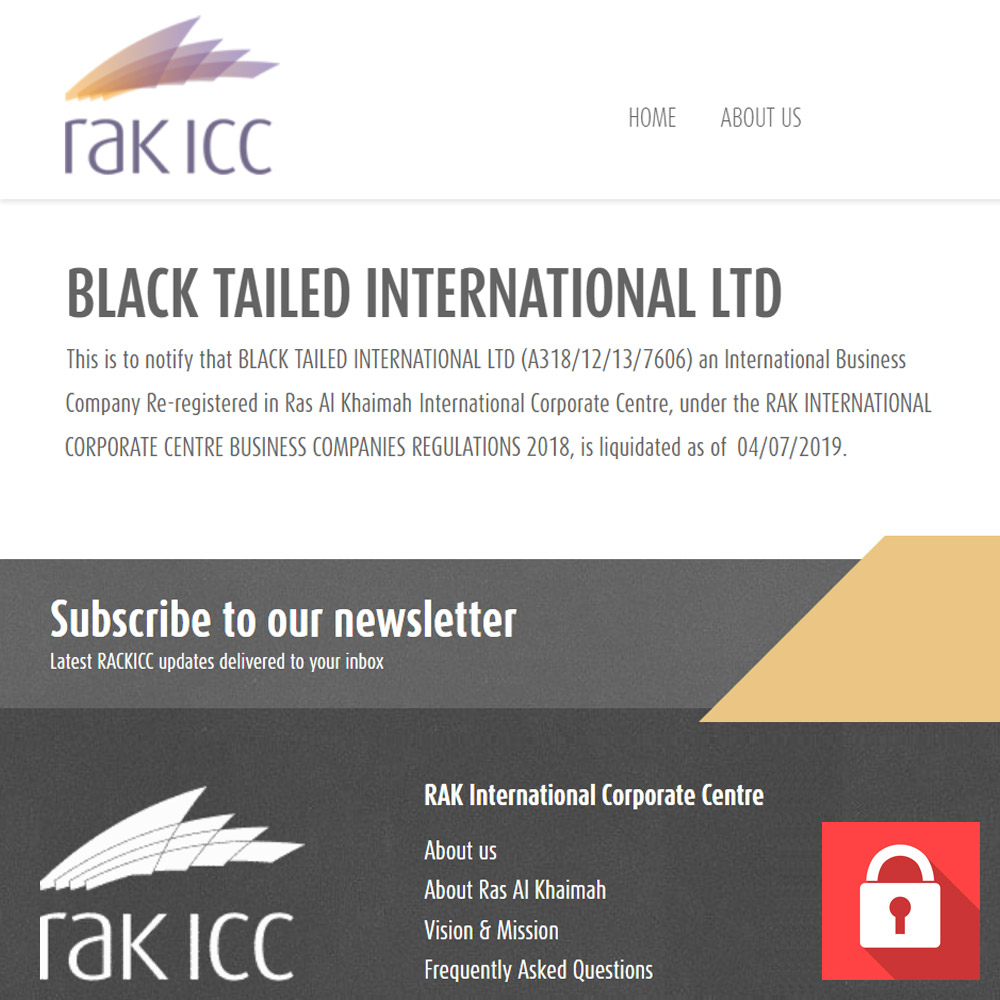 rak icc
HOME ABOUT US
BLACK TAILED INTERNATIONAL LTD
This is to notify that BLACK TAILED INTERNATIONAL LTD (A318/12/13/7606) an International Business
Company Re-registered in Ras Al Khaimah International Corporate Centre, under the RAK INTERNATIONAL
CORPORATE CENTRE BUSINESS COMPANIES REGULATIONS 2018, is liquidated as of 04/07/2019.
Subscribe to our newsletter
Latest RACKICC updates delivered to your inbox
rak icc
RAK International Corporate Centre
About us
About Ras Al Khaimah
Vision & Mission
Frequently Asked Questions